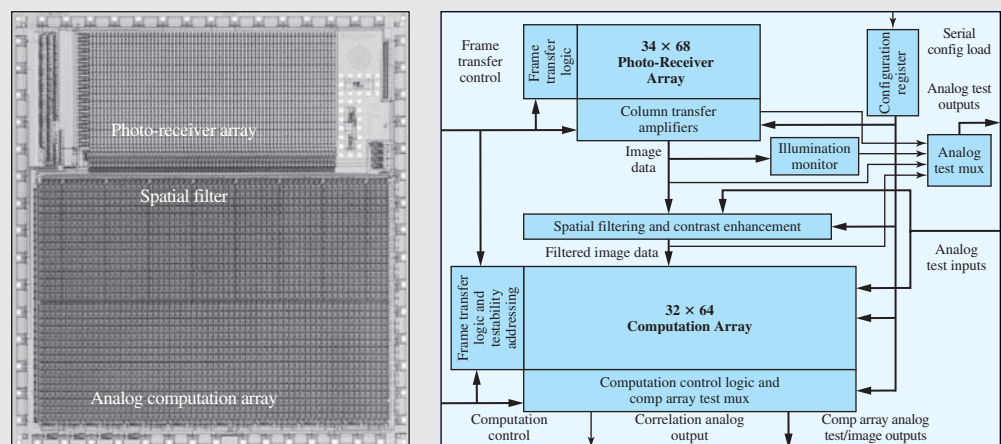 Photo-receiver array
Spatial filter
Analog computation array
Frame
transfer
control
Frame
transfer
logic
34 × 68
Photo-Receiver
Array
Column transfer
amplifiers
Configuration
register
Serial
config load
Analog test
outputs
Image
data
Illumination
monitor
Analog
test mux
Spatial filtering and contrast enhancement
Filtered image data
Analog
test inputs
Frame transfer
logic and
testability
addressing
32 × 64
Computation Array
Computation control logic and
comp array test mux
Computation
control
Correlation analog
output
Comp array analog
test/image outputs